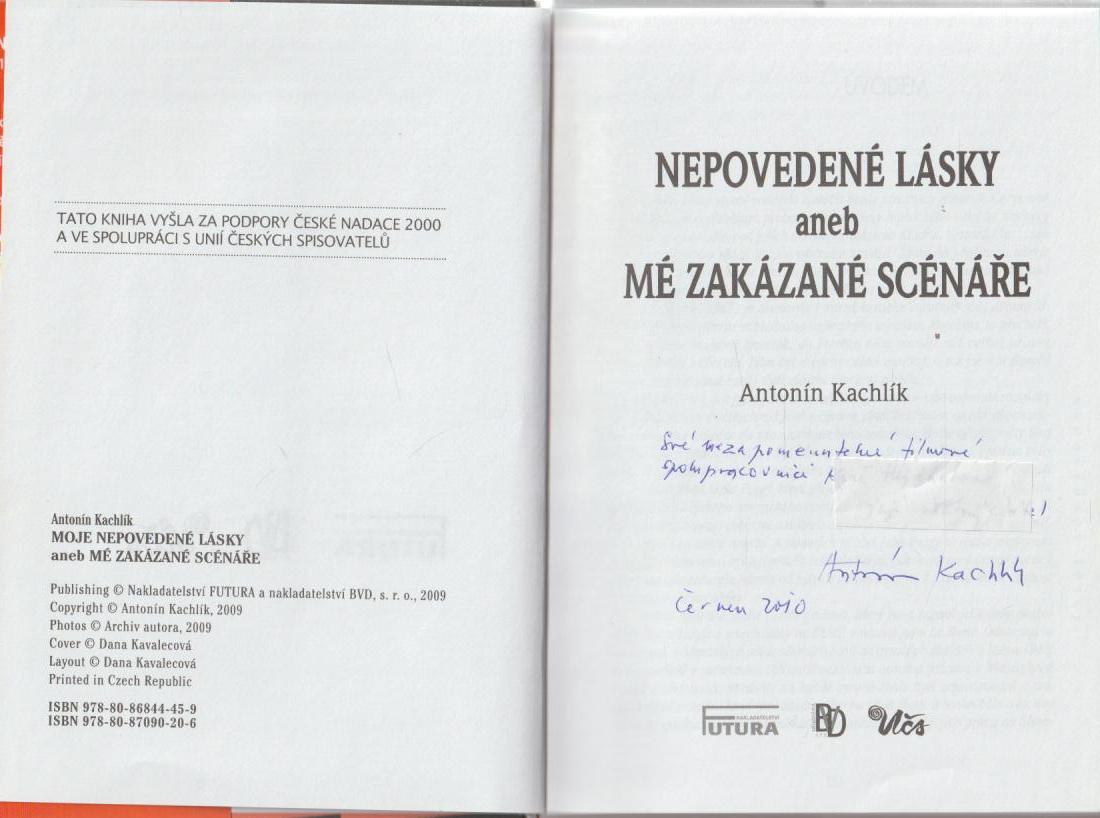 TATO KNIHA VYŠLA ZA PODPORY ČESKÉ NADACE 2000
A VE SPOLUPRÁCI S UNIÍ ČESKÝCH SPISOVATELŮ
Antonín Kachlík
MOJE NEPOVEDENÉ LÁSKY
aneb MÉ ZAKÁZANÉ SCÉNÁŘE
Publishing © Nakladatelství FUTURA a nakladatelství BVD, s. r. o., 2009
Copyright © Antonín Kachlík, 2009
Photos © Archiv autora, 2009
Cover © Dana Kavalecová
Layout © Dana Kavalecová
Printed in Czech Republic
ISBN 978-80-86844-45-9
ISBN 978-80-87090-20-6
NEPOVEDENÉ LÁSKY
aneb
MÉ ZAKÁZANÉ SCÉNÁŘE
Antonín Kachlík
Své nezapomenutelné filmové
spolupracovnici
Antonín Kachlík
Červen 2010
NAKLADATELSTVÍ
FUTURA
BVD
Učs